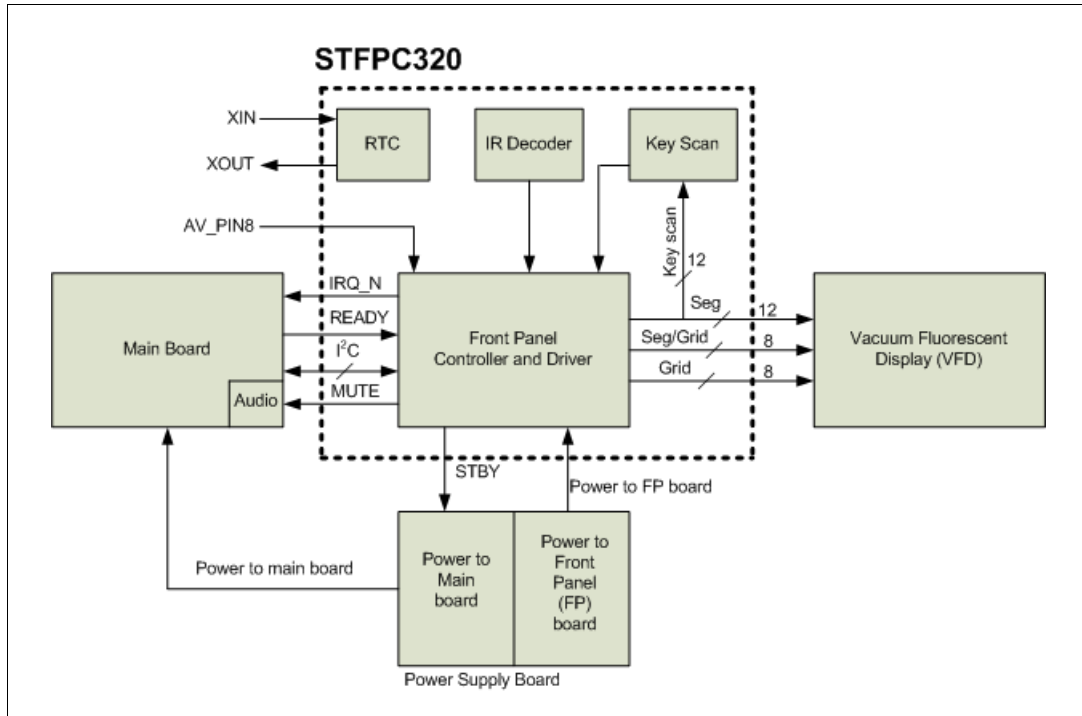 STFPC320
XIN
XOUT
RTC
IR Decoder
Key Scan
AV_PIN8
Key scan
12
IRQ_N
READY
I²C
MUTE
Main Board
Audio
Front Panel
Controller and Driver
Seg
12
Seg/Grid
8
Grid
8
Vacuum Fluorescent
Display (VFD)
STBY
Power to FP board
Power to main board
Power to
Main
board
Power to
Front
Panel
(FP)
board
Power Supply Board